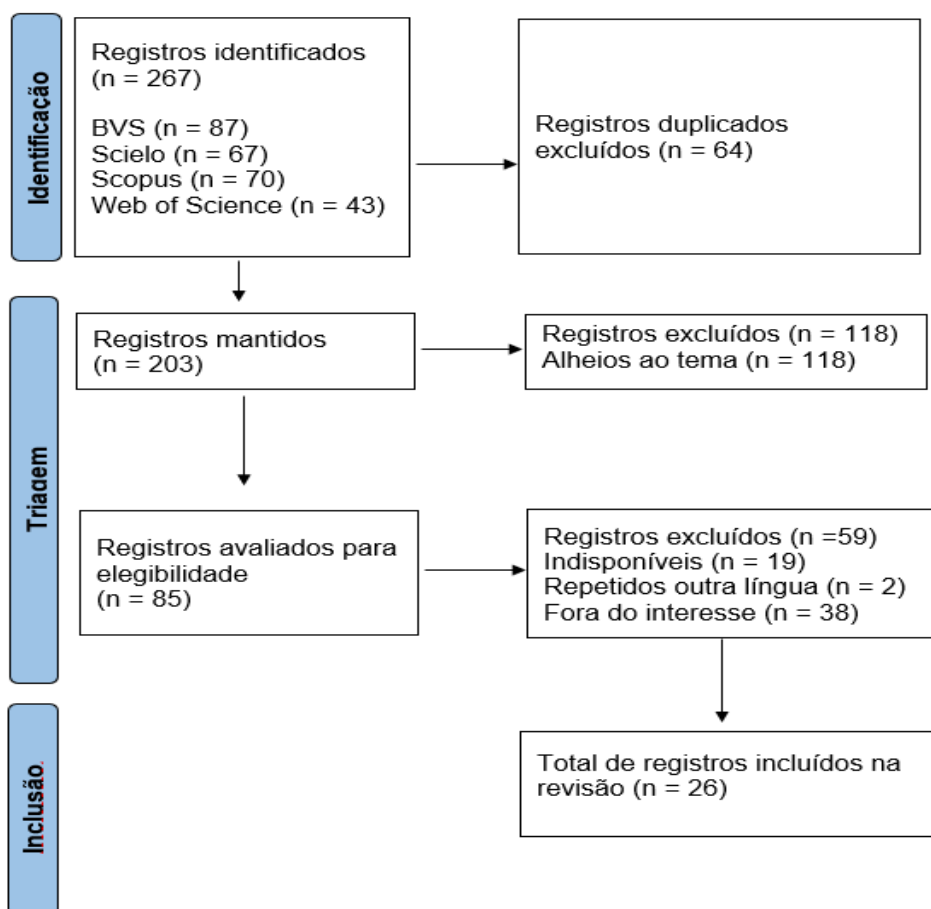 Identificação
Registros identificados
(n = 267)
BVS (n = 87)
Scielo (n = 67)
Scopus (n = 70)
Web of Science (n = 43)
Registros duplicados
excluídos (n = 64)
Triagem
Registros mantidos
(n = 203)
Registros excluídos (n = 118)
Alheios ao tema (n = 118)
Registros avaliados para
elegibilidade
(n = 85)
Registros excluídos (n =59)
Indisponíveis (n = 19)
Repetidos outra língua (n = 2)
Fora do interesse (n = 38)
Inclusão.
Total de registros incluídos na
revisão (n = 26)